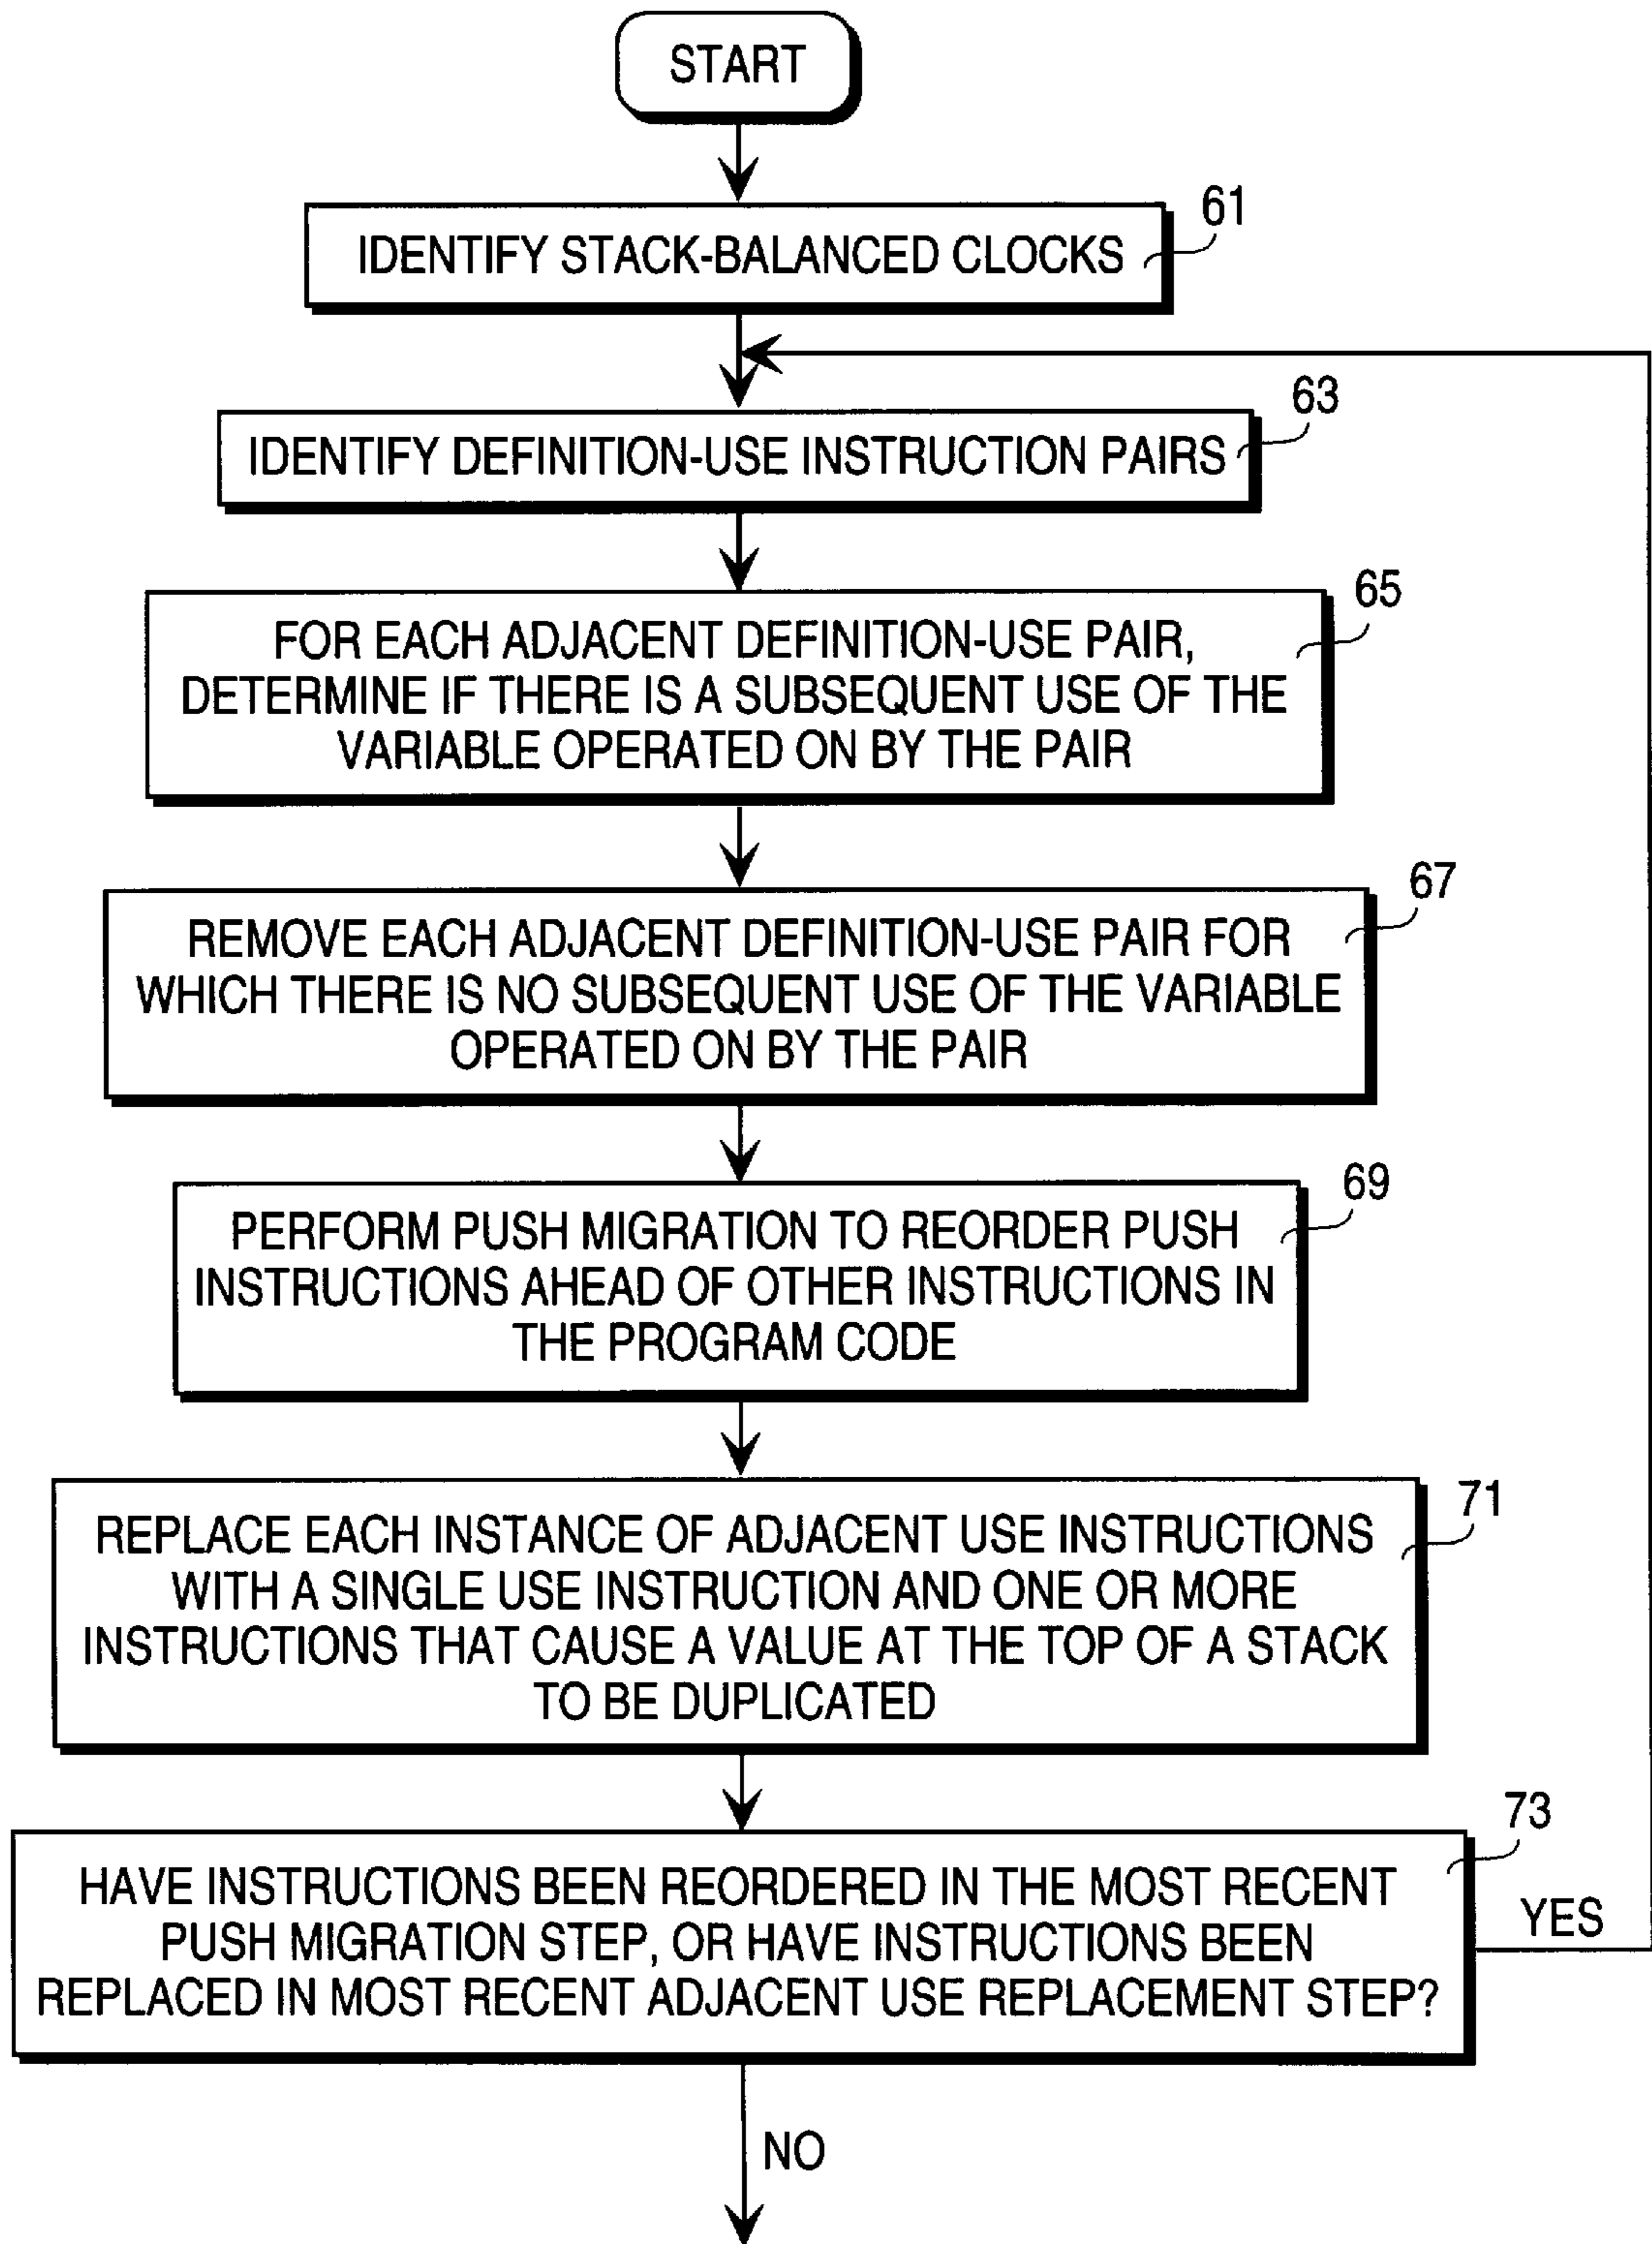 START
61
IDENTIFY STACK-BALANCED CLOCKS
63
IDENTIFY DEFINITION-USE INSTRUCTION PAIRS
65
FOR EACH ADJACENT DEFINITION-USE PAIR,
DETERMINE IF THERE IS A SUBSEQUENT USE OF THE
VARIABLE OPERATED ON BY THE PAIR
67
REMOVE EACH ADJACENT DEFINITION-USE PAIR FOR
WHICH THERE IS NO SUBSEQUENT USE OF THE VARIABLE
OPERATED ON BY THE PAIR
69
PERFORM PUSH MIGRATION TO REORDER PUSH
INSTRUCTIONS AHEAD OF OTHER INSTRUCTIONS IN
THE PROGRAM CODE
71
REPLACE EACH INSTANCE OF ADJACENT USE INSTRUCTIONS
WITH A SINGLE USE INSTRUCTION AND ONE OR MORE
INSTRUCTIONS THAT CAUSE A VALUE AT THE TOP OF A STACK
TO BE DUPLICATED
73
HAVE INSTRUCTIONS BEEN REORDERED IN THE MOST RECENT
PUSH MIGRATION STEP, OR HAVE INSTRUCTIONS BEEN
REPLACED IN MOST RECENT ADJACENT USE REPLACEMENT STEP?
YES
NO